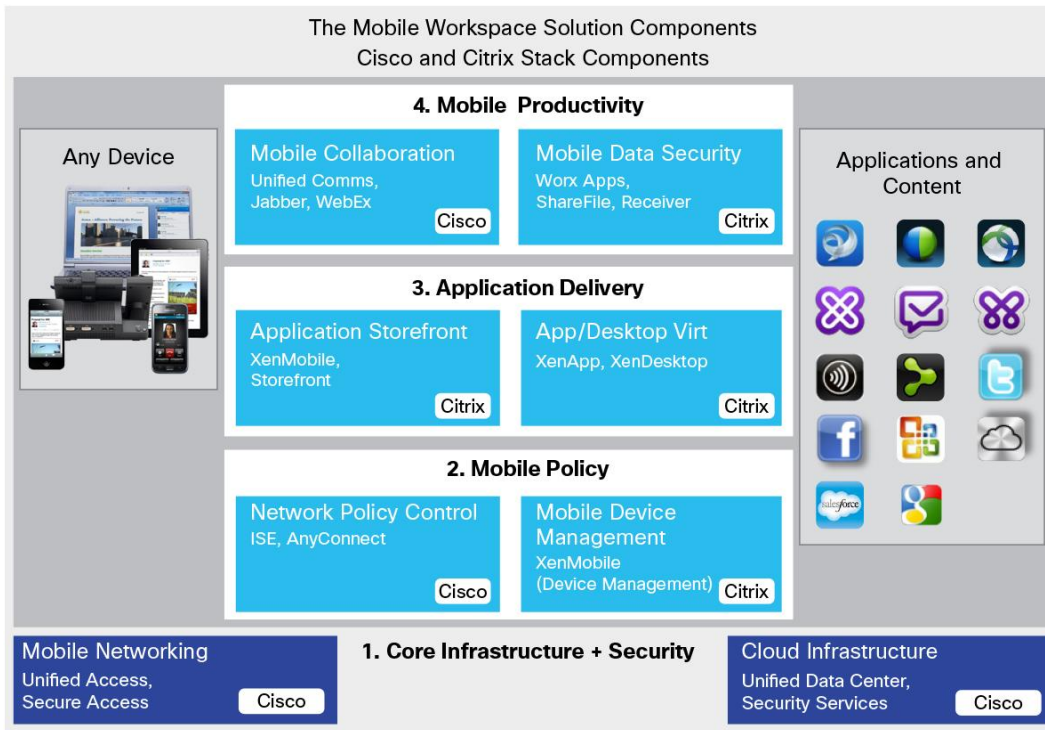 The Mobile Workspace Solution Components
Cisco and Citrix Stack Components
Any Device
4. Mobile Productivity
Mobile Collaboration
Unified Comms,
Jabber, WebEx
Cisco
Mobile Data Security
Worx Apps,
ShareFile, Receiver
Citrix
3. Application Delivery
Application Storefront
XenMobile,
Storefront
Citrix
App/Desktop Virt
XenApp, XenDesktop
Citrix
2. Mobile Policy
Network Policy Control
ISE, AnyConnect
Cisco
Mobile Device
Management
XenMobile
(Device Management)
Citrix
Applications and
Content
salesforce
Mobile Networking
Unified Access,
Secure Access
Cisco
1. Core Infrastructure + Security
Cloud Infrastructure
Unified Data Center,
Security Services
Cisco